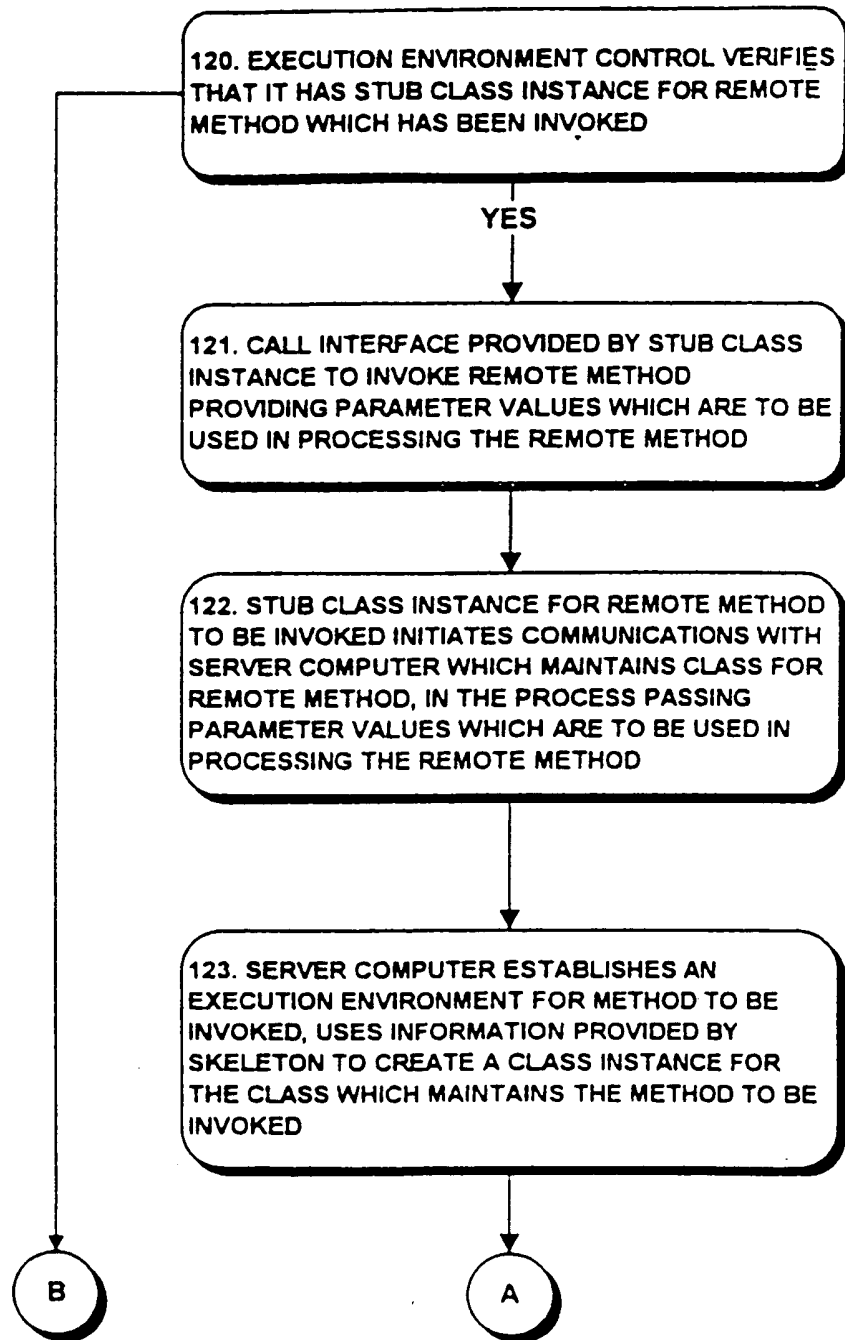 120. EXECUTION ENVIRONMENT CONTROL VERIFIES
THAT IT HAS STUB CLASS INSTANCE FOR REMOTE
METHOD WHICH HAS BEEN INVOKED
YES
121. CALL INTERFACE PROVIDED BY STUB CLASS
INSTANCE TO INVOKE REMOTE METHOD
PROVIDING PARAMETER VALUES WHICH ARE TO BE
USED IN PROCESSING THE REMOTE METHOD
122. STUB CLASS INSTANCE FOR REMOTE METHOD
TO BE INVOKED INITIATES COMMUNICATIONS WITH
SERVER COMPUTER WHICH MAINTAINS CLASS FOR
REMOTE METHOD, IN THE PROCESS PASSING
PARAMETER VALUES WHICH ARE TO BE USED IN
PROCESSING THE REMOTE METHOD
123. SERVER COMPUTER ESTABLISHES AN
EXECUTION ENVIRONMENT FOR METHOD TO BE
INVOKED, USES INFORMATION PROVIDED BY
SKELETON TO CREATE A CLASS INSTANCE FOR
THE CLASS WHICH MAINTAINS THE METHOD TO BE
INVOKED
B
A